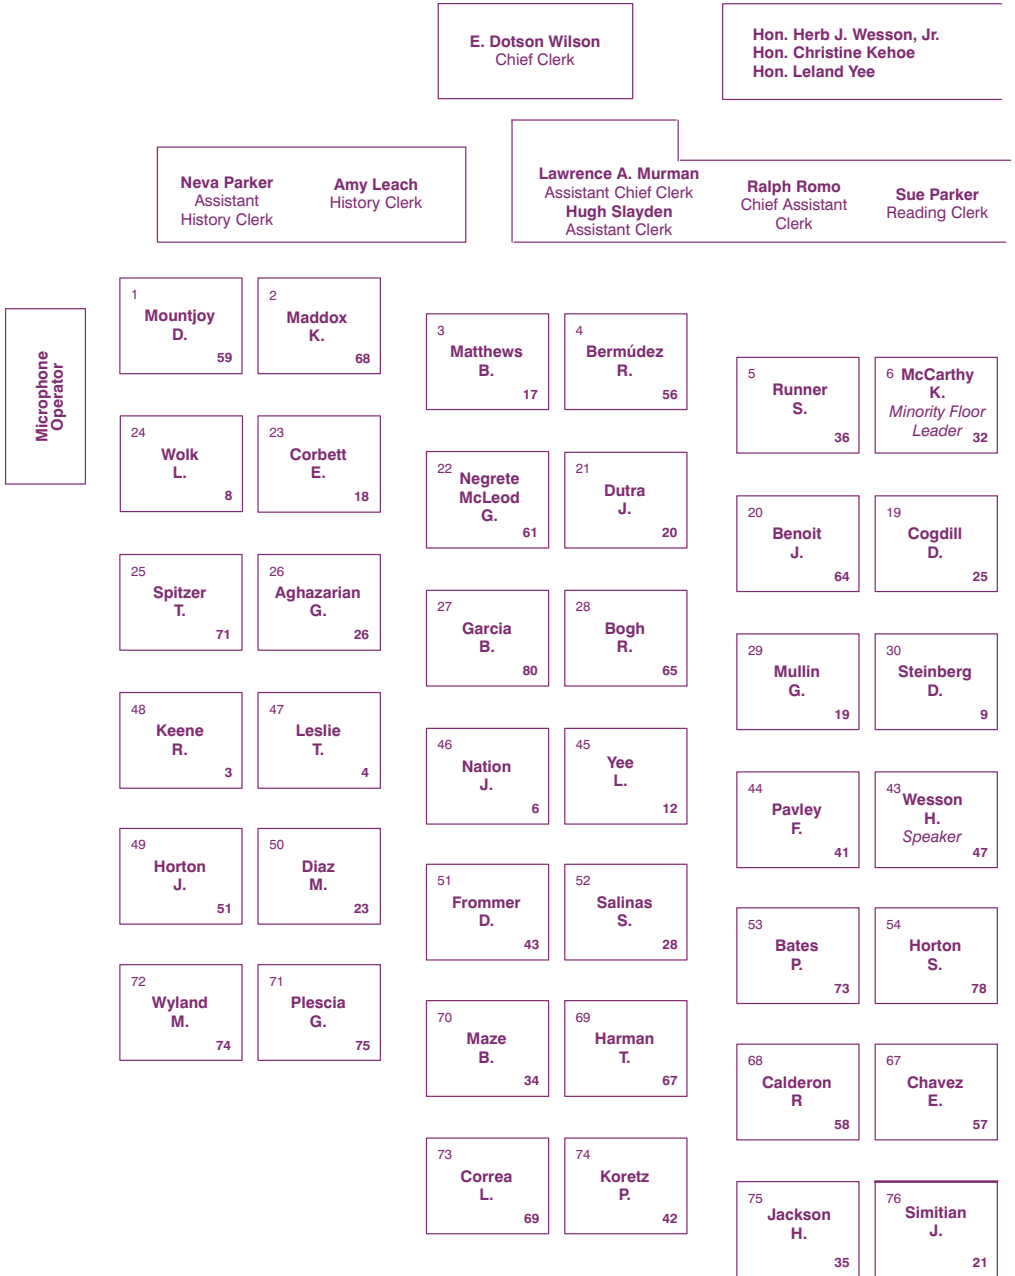 E. Dotson Wilson
Chief Clerk
Hon. Herb J. Wesson, Jr.
Hon. Christine Kehoe
Hon. Leland Yee
Neva Parker
Assistant
History Clerk
Amy Leach
History Clerk
Lawrence A. Murman
Assistant Chief Clerk
Hugh Slayden
Assistant Clerk
Ralph Romo
Chief Assistant
Clerk
Sue Parker
Reading Clerk
Microphone
Operator
1
Mountjoy
D.
59
2
Maddox
K.
68
3
Matthews
B.
17
4
Bermúdez
R.
56
5
Runner
S.
36
6 McCarthy
K.
Minority Floor
Leader 32
24
Wolk
L.
8
23
Corbett
E.
18
22
Negrete
McLeod
G.
61
21
Dutra
J.
20
20
Benoit
J.
64
19
Cogdill
D.
25
25
Spitzer
T.
71
26
Aghazarian
G.
26
27
Garcia
B.
80
28
Bogh
R.
65
29
Mullin
G.
19
30
Steinberg
D.
9
48
Keene
R.
3
47
Leslie
T.
4
46
Nation
J.
6
45
Yee
L.
12
44
Pavley
F.
41
43
Wesson
H.
Speaker
47
49
Horton
J.
51
50
Diaz
M.
23
51
Frommer
D.
43
52
Salinas
S.
28
53
Bates
P.
73
54
Horton
S.
78
72
Wyland
M.
74
71
Plescia
G.
75
70
Maze
B.
34
69
Harman
T.
67
68
Calderon
R
58
67
Chavez
E.
57
73
Correa
L.
69
74
Koretz
P.
42
75
Jackson
H.
35
76
Simitian
J.
21